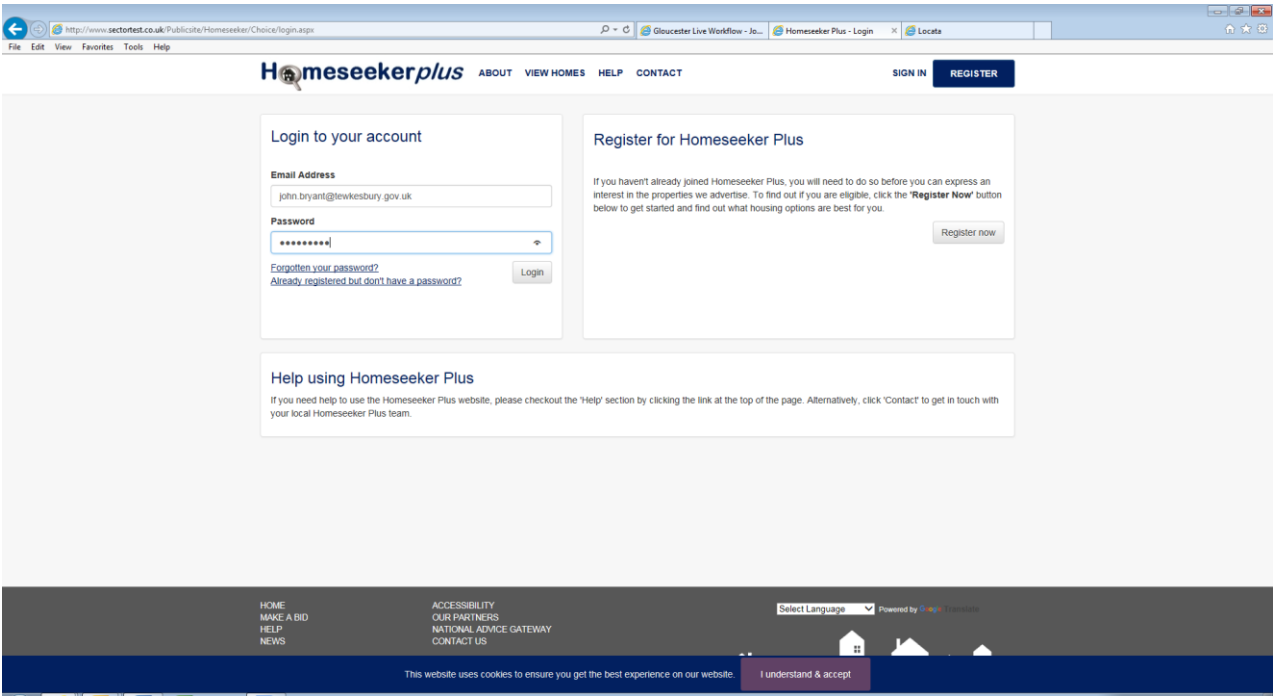 http://www.sectortest.co.uk/Publicsite/Homeseeker/Choice/login.aspx
Gloucester Live Workflow - Jo...
Homeseeker Plus - Login
Locata
File Edit View Favorites Tools Help
Homeseekerplus ABOUT VIEW HOMES HELP CONTACT SIGN IN REGISTER
Login to your account
Email Address
john.bryant@tewkesbury.gov.uk
Password
Forgotten your password?
Already registered but don't have a password?
Login
Register for Homeseeker Plus
If you haven't already joined Homeseeker Plus, you will need to do so before you can express an
interest in the properties we advertise. To find out if you are eligible, click the 'Register Now' button
below to get started and find out what housing options are best for you.
Register now
Help using Homeseeker Plus
If you need help to use the Homeseeker Plus website, please checkout the 'Help' section by clicking the link at the top of the page. Alternatively, click 'Contact' to get in touch with
your local Homeseeker Plus team.
HOME
MAKE A BID
HELP
NEWS
ACCESSIBILITY
OUR PARTNERS
NATIONAL ADVICE GATEWAY
CONTACT US
Select Language
Powered by Google Translate
This website uses cookies to ensure you get the best experience on our website.
I understand & accept